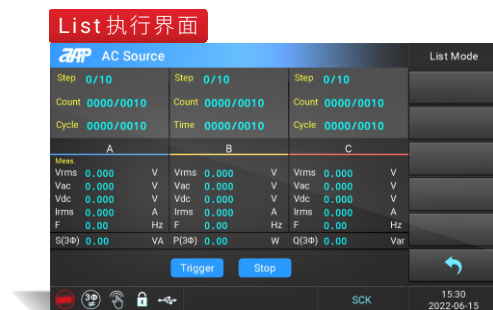 List 执行界面
AAP AC Source List Mode
Step 0/10 Step 0/10 Step 0/10
Count 0000/0010 Count 0000/0010 Count 0000/0010
Cycle 0000/0010 Time 0000/0010 Cycle 0000/0010
A B C
Meas.
Vrms 0.000 V Vrms 0.000 V Vrms 0.000 V
Vac 0.000 V Vac 0.000 V Vac 0.000 V
Vdc 0.000 V Vdc 0.000 V Vdc 0.000 V
Irms 0.000 A Irms 0.000 A Irms 0.000 A
F 0.00 Hz F 0.00 Hz F 0.00 Hz
S(3Φ) 0.00 VA P(3Φ) 0.00 W Q(3Φ) 0.00 Var
Trigger Stop
3Φ SCK 15:30
2022-06-15